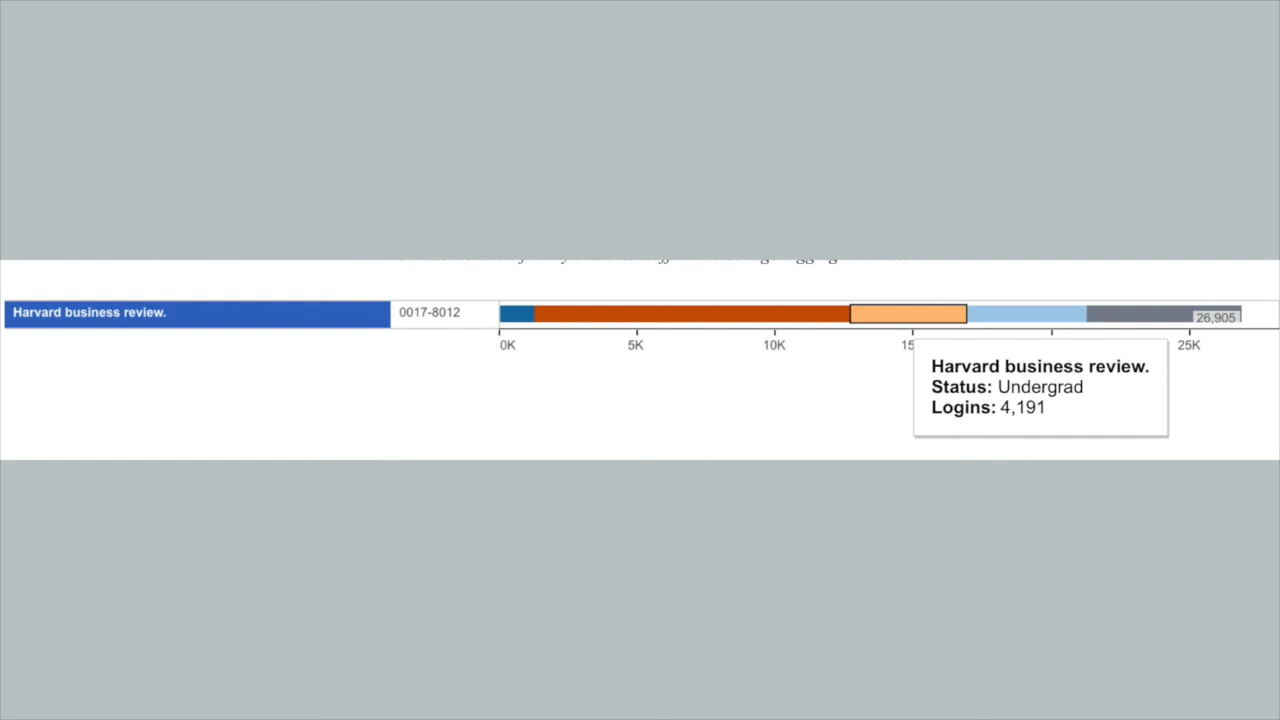 Harvard business review.
0017-8012
26,905
0K
5K
10K
15
25K
Harvard business review.
Status: Undergrad
Logins: 4,191